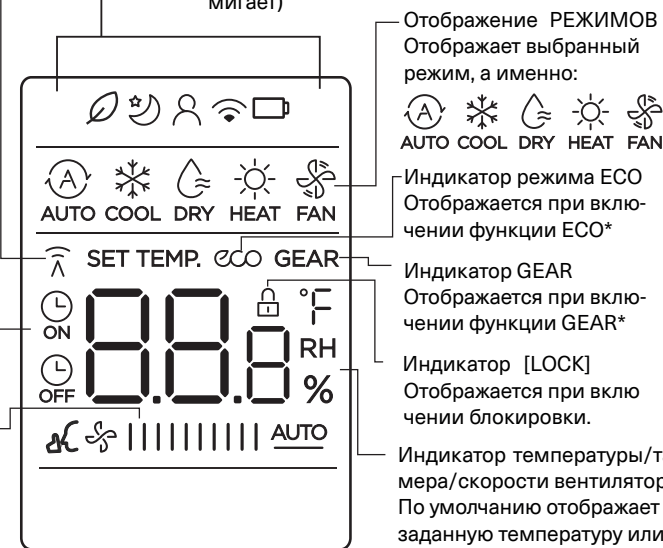 мигает)
AUTO COOL DRY HEAT FAN
SET TEMP. eco GEAR
ON
OFF
88.8
°F
RH
%
AUTO
Отображение РЕЖИМОВ
Отображает выбранный
режим, а именно:
AUTO COOL DRY HEAT FAN
Индикатор режима ECO
Отображается при вклю-
чении функции ECO*
Индикатор GEAR
Отображается при вклю-
чении функции GEAR*
Индикатор [LOCK]
Отображается при вклю
чении блокировки.
Индикатор температуры/
мера/скорости
По умолчанию отображает
заданную температуру или